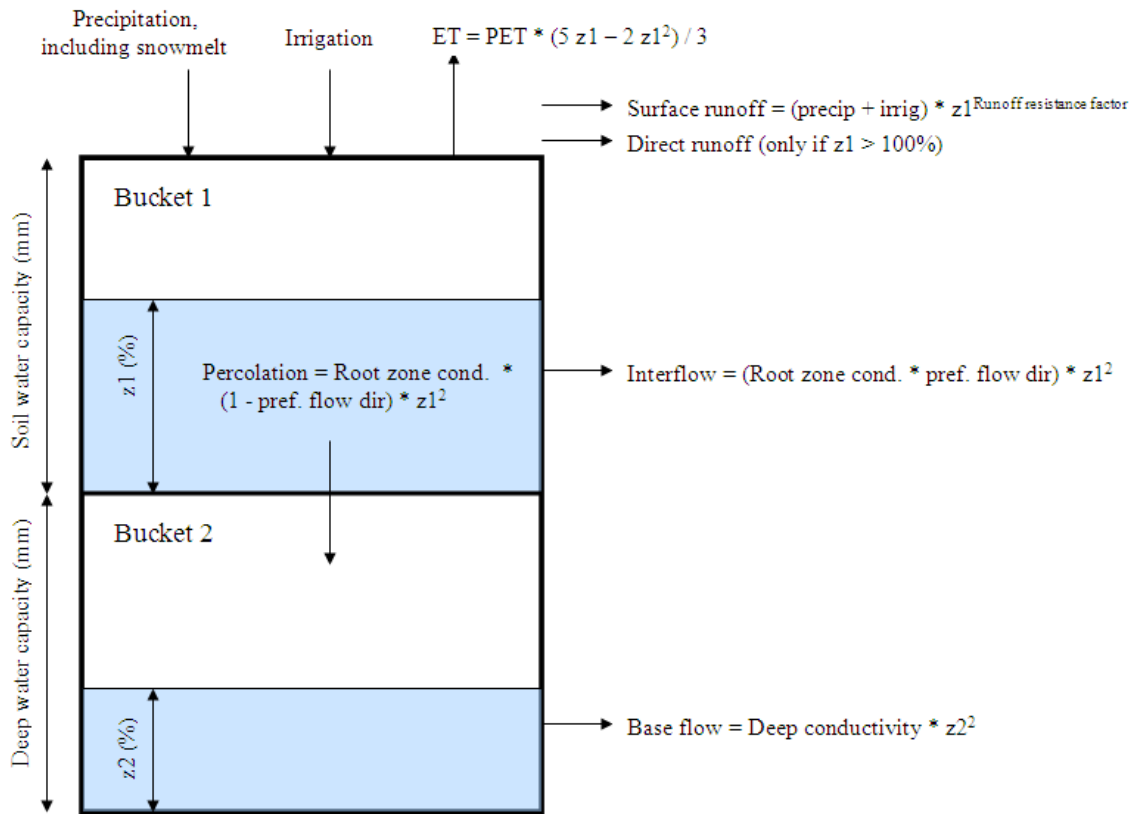 Precipitation,
including snowmelt
Irrigation
ET = PET * (5 z1 – 2 z1²) / 3
Surface runoff = (precip + irrig) * z1^Runoff resistance factor
Direct runoff (only if z1 > 100%)
Bucket 1
Soil water capacity (mm)
z1 (%)
Percolation = Root zone cond. *
(1 - pref. flow dir) * z1²
Interflow = (Root zone cond. * pref. flow dir) * z1²
Bucket 2
Deep water capacity (mm)
z2 (%)
Base flow = Deep conductivity * z2²